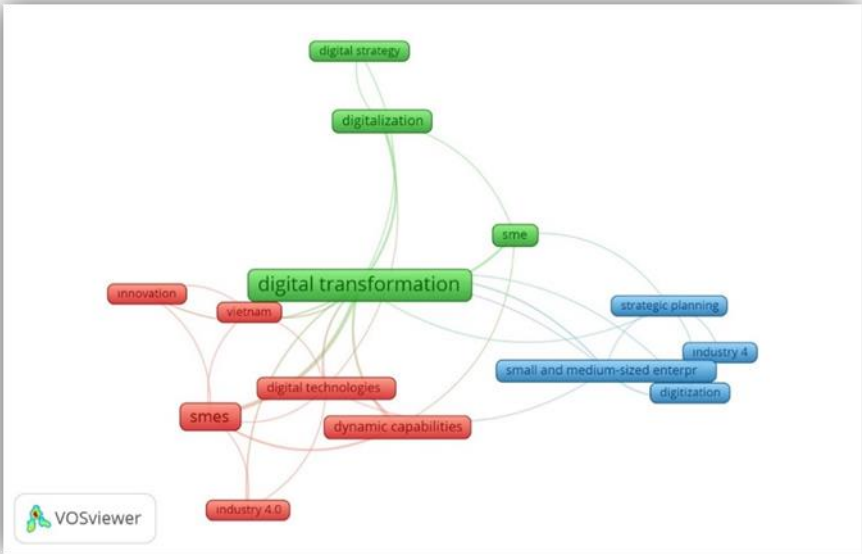 digital strategy
digitalization
sme
digital transformation
innovation
vietnam
strategic planning
industry 4
small and medium-sized enterpr
digitization
digital technologies
smes
dynamic capabilities
industry 4.0
VOSviewer